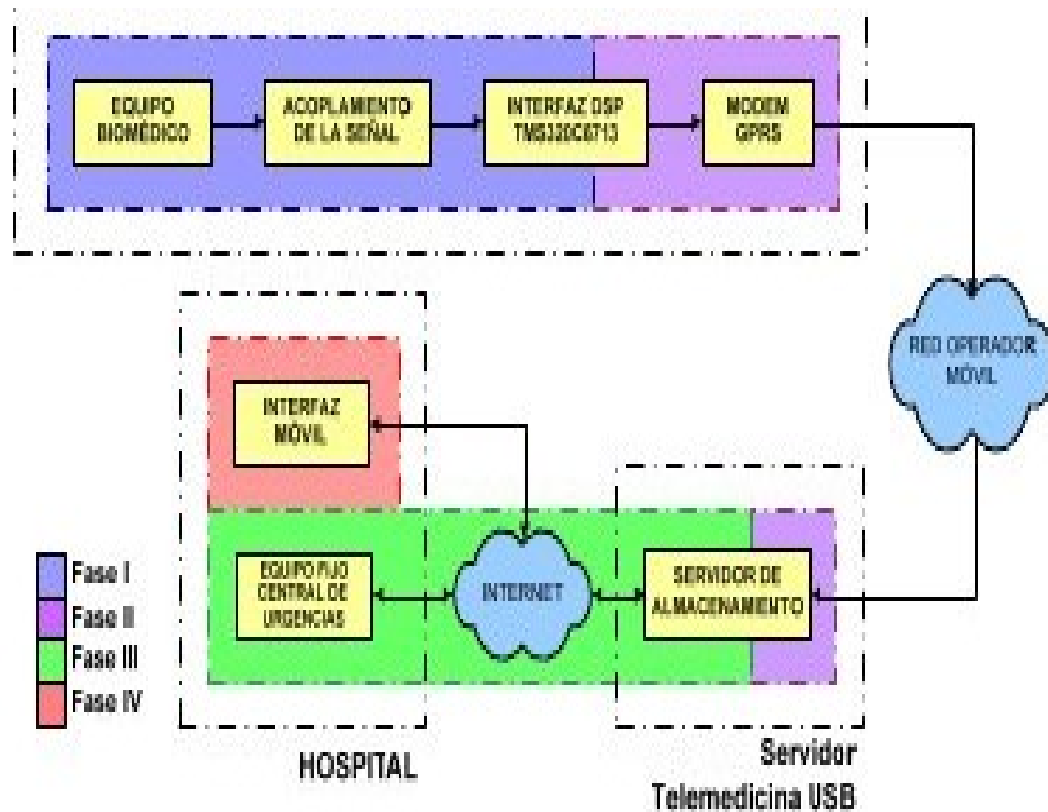 EQUIPO
BIOMÉDICO
ACOPLAMIENTO
DE LA SEÑAL
INTERFAZ DSP
TMS320C6713
MODEM
GPRS
RED OPERADOR
MÓVIL
INTERFAZ
MÓVIL
EQUIPO FIJO
CENTRAL DE
URGENCIAS
INTERNET
SERVIDOR DE
ALMACENAMIENTO
Fase I
Fase II
Fase III
Fase IV
HOSPITAL
Servidor
Telemedicina USB